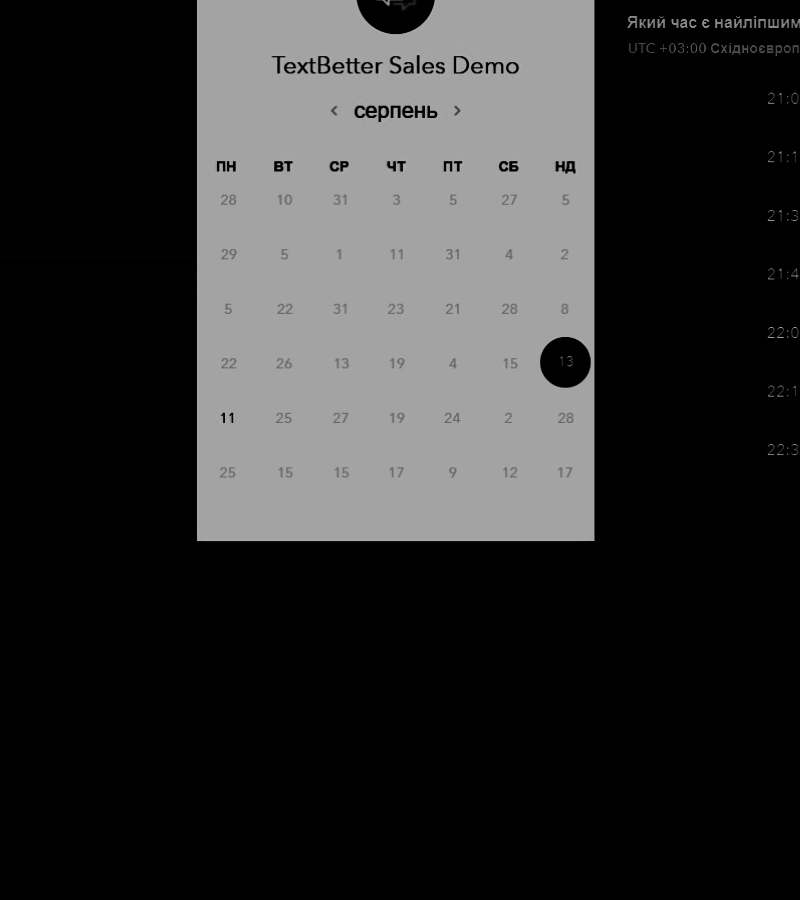 TextBetter Sales Demo
серпень
ПН ВТ СР ЧТ ПТ СБ НД
28 10 31 3 5 27 5
29 5 1 11 31 4 2
5 22 31 23 21 28 8
22 26 13 19 4 15 13
11 25 27 19 24 2 28
25 15 15 17 9 12 17
Який час є найліпшим
UTC +03:00 Східноєвроп
21:0
21:1
21:3
21:4
22:0
22:1
22:3